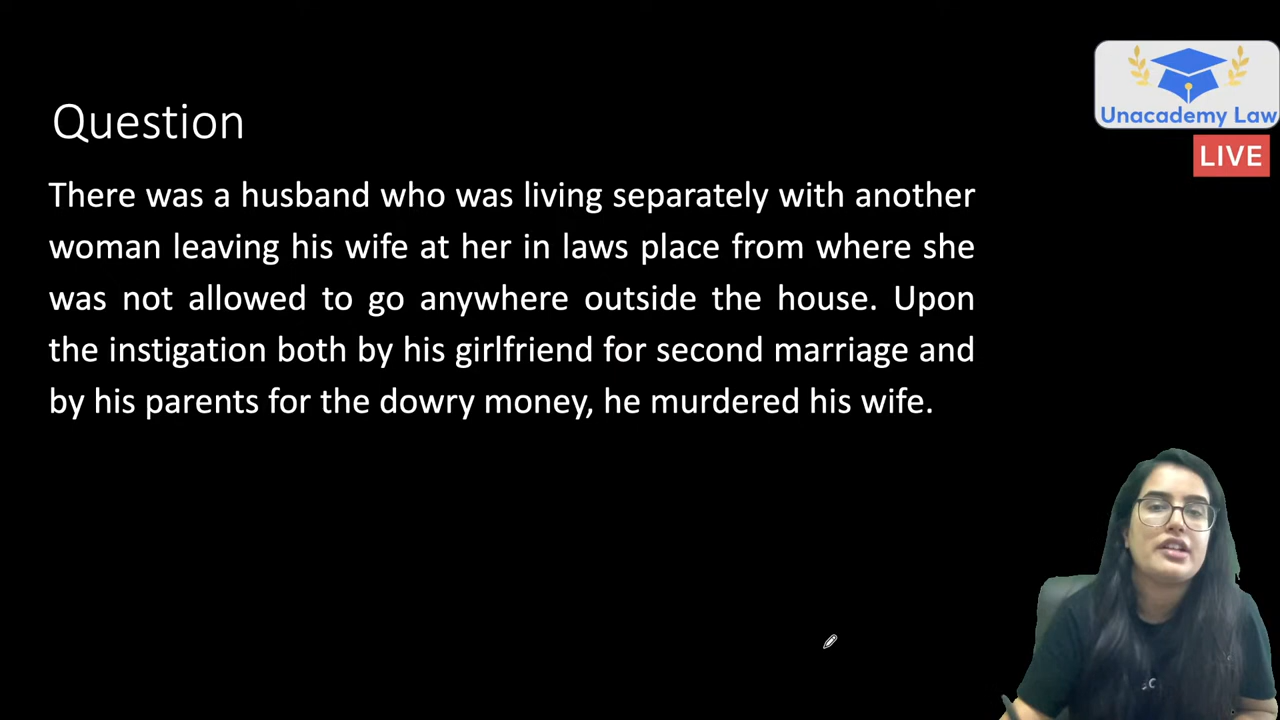 Unacademy Law
LIVE
Question
There was a husband who was living separately with another
woman leaving his wife at her in laws place from where she
was not allowed to go anywhere outside the house. Upon
the instigation both by his girlfriend for second marriage and
by his parents for the dowry money, he murdered his wife.